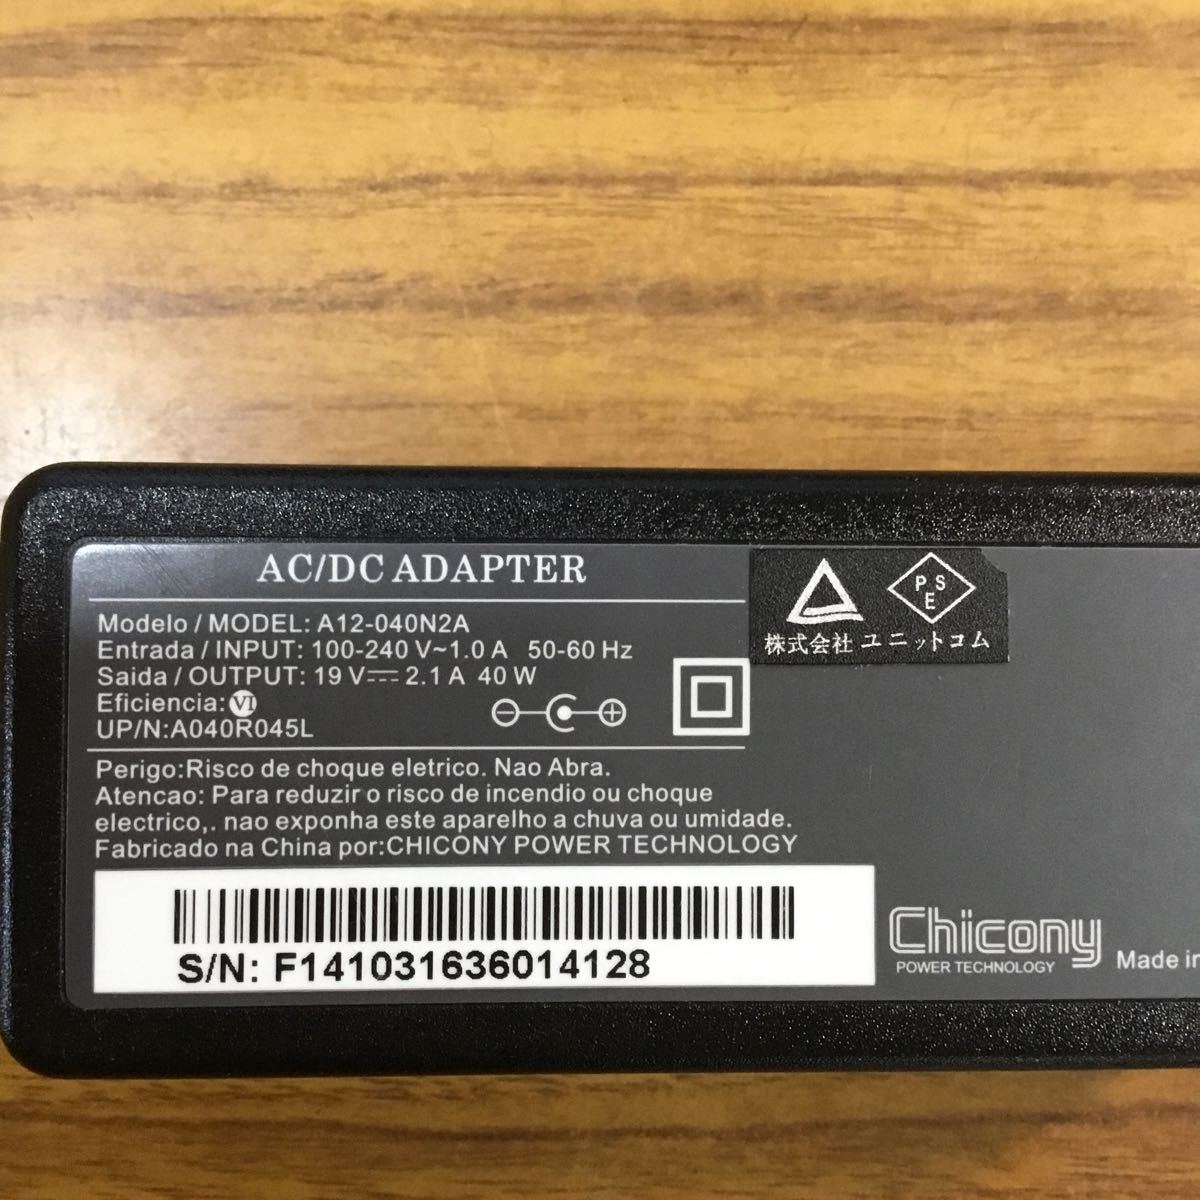 AC/DC ADAPTER
Modelo / MODEL: A12-040N2A
Entrada / INPUT: 100-240 V~1.0 A 50-60 Hz
Saida / OUTPUT: 19 V⎓ 2.1 A 40 W
Eficiencia: VI
UP/N:A040R045L
PSE
株式会社 ユニットコム
Perigo:Risco de choque eletrico. Nao Abra.
Atencao: Para reduzir o risco de incendio ou choque
electrico,. nao exponha este aparelho a chuva ou umidade.
Fabricado na China por:CHICONY POWER TECHNOLOGY
S/N: F141031636014128
Chicony
POWER TECHNOLOGY
Made in